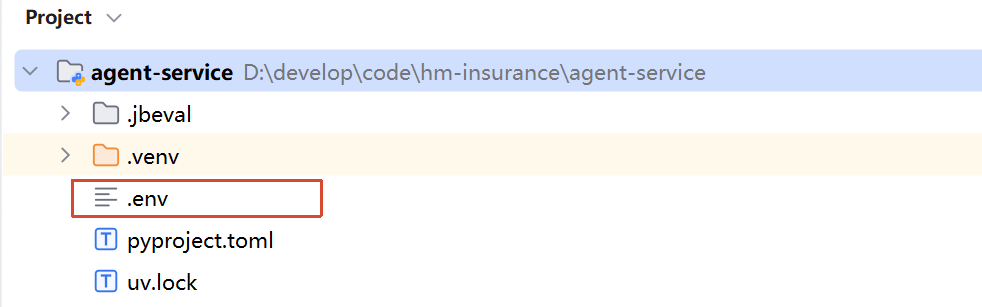 Project
agent-service D:\develop\code\hm-insurance\agent-service
.jbeval
.venv
.env
T pyproject.toml
T uv.lock